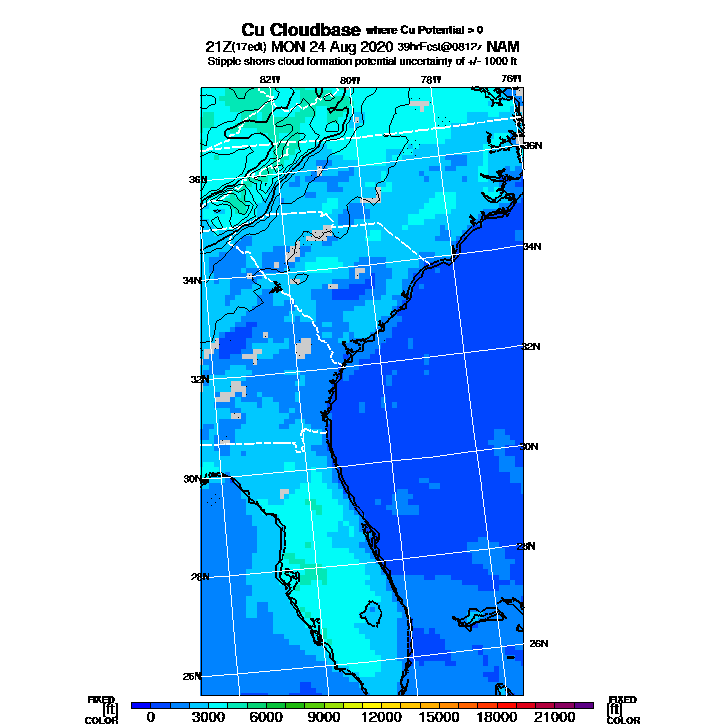 Cu Cloudbase where Cu Potential > 0
21Z(17edt) MON 24 Aug 2020 39hrFcst@0812z NAM
Stipple shows cloud formation potential uncertainty of +/- 1000 ft
82W 80W 78W 76W
36N 36N
34N 34N
32N 32N
30N 30N
28N 28N
26N 26N
FIXED FIXED
[ft] [ft]
COLOR COLOR
0 3000 6000 9000 12000 15000 18000 21000